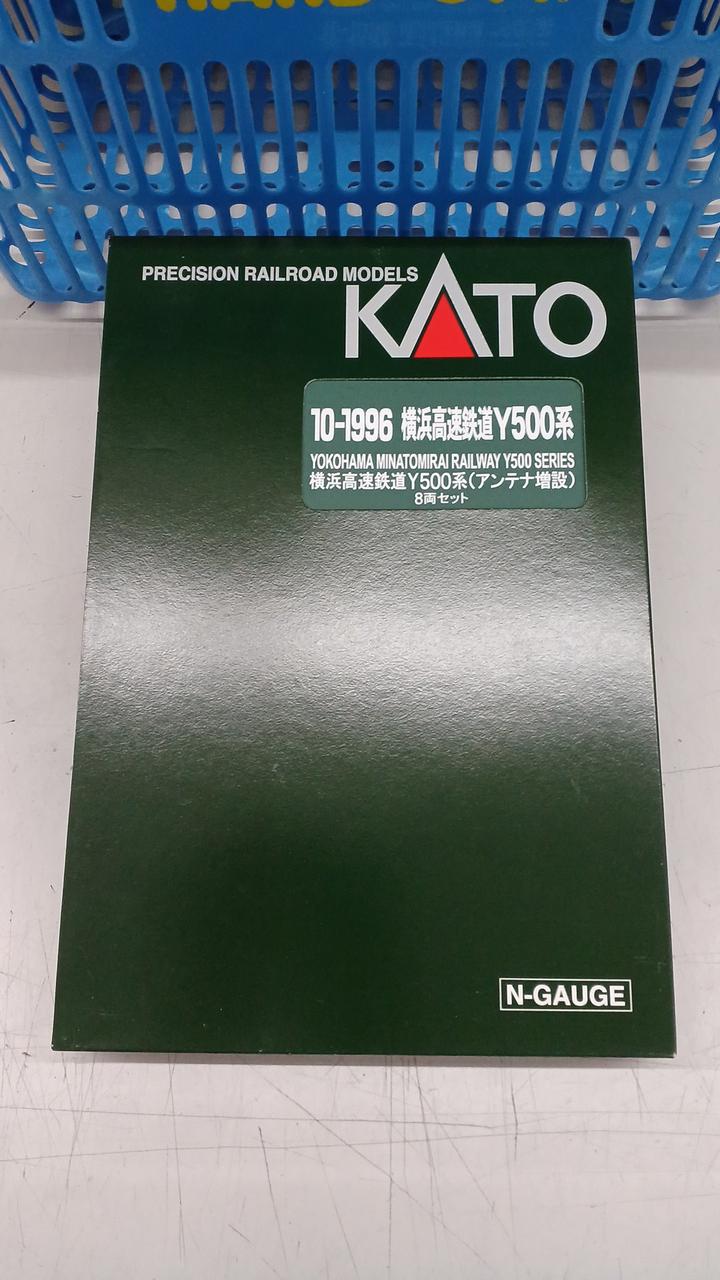 PRECISION RAILROAD MODELS
KATO
10-1996 横浜高速鉄道Y500系
YOKOHAMA MINATOMIRAI RAILWAY Y500 SERIES
横浜高速鉄道Y500系(アンテナ増設)
8両セット
N-GAUGE